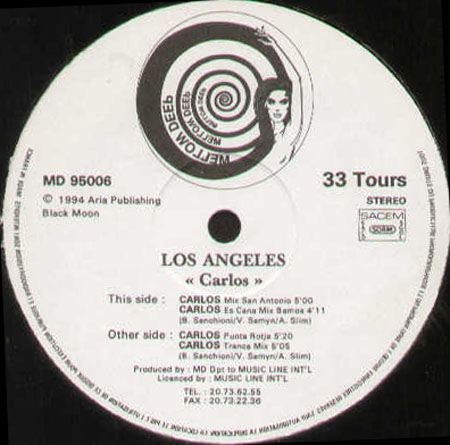 MELLOW DEEP
MELLOW DEEP
MELLOW DEEP
MD 95006
33 Tours
© 1994 Aria Publishing
Black Moon
STEREO
SACEM
SDRM
LOS ANGELES
« Carlos »
This side : CARLOS Mix San Antonio 5'00
CARLOS Es Cana Mix Bamos 4'11
(B. Sanchioni/V. Samyn/A. Slim)
Other side : CARLOS Punta Rotja 5'20
CARLOS Trance Mix 5'05
(B. Sanchioni/V. Samyn/A. Slim)
Produced by : MD Dpt to MUSIC LINE INT'L
Licenced by : MUSIC LINE INT'L
TEL. : 20.73.62.55
FAX : 20.72.22.36